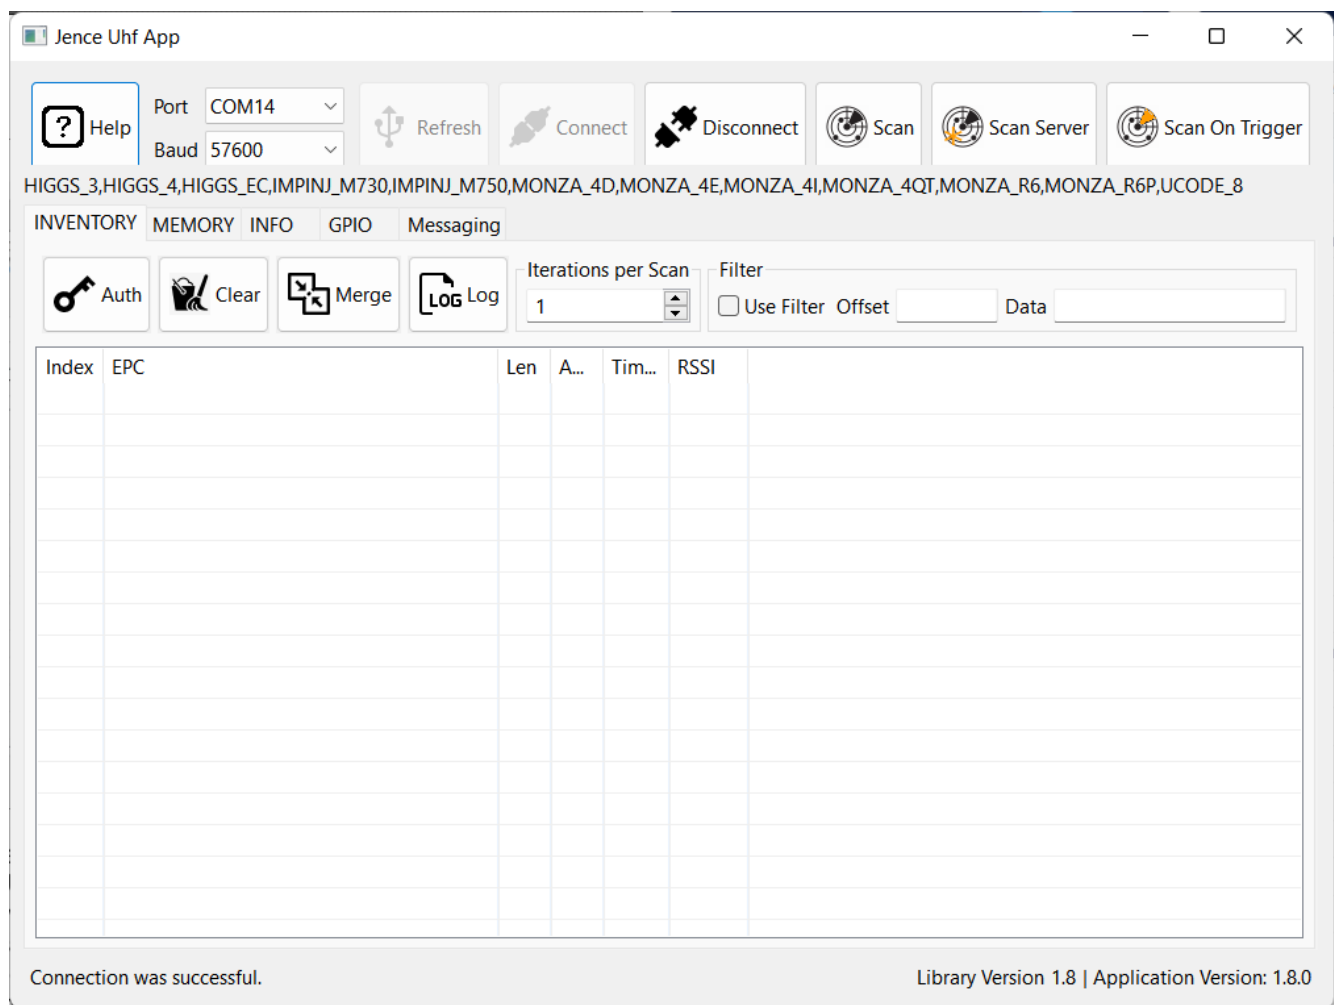 Jence Uhf App
Help
Port COM14
Baud 57600
Refresh
Connect
Disconnect
Scan
Scan Server
Scan On Trigger
HIGGS_3,HIGGS_4,HIGGS_EC,IMPINJ_M730,IMPINJ_M750,MONZA_4D,MONZA_4E,MONZA_4I,MONZA_4QT,MONZA_R6,MONZA_R6P,UCODE_8
INVENTORY MEMORY INFO GPIO Messaging
Auth
Clear
Merge
LOG Log
Iterations per Scan
1
Filter
Use Filter Offset Data
Index EPC Len A... Tim... RSSI
Connection was successful.
Library Version 1.8 | Application Version: 1.8.0